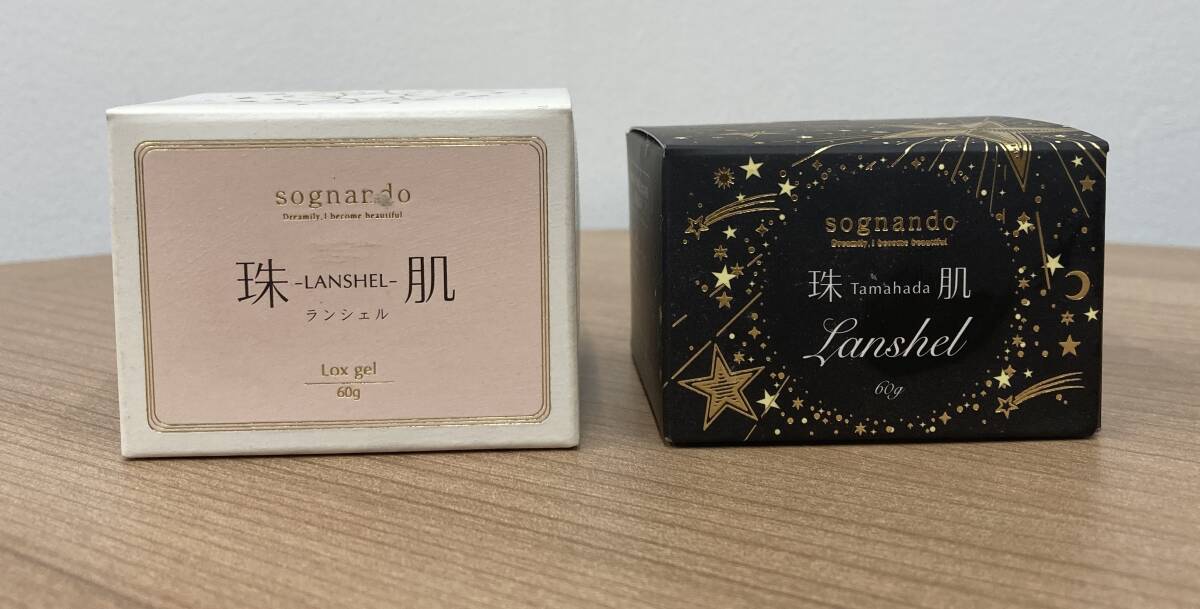 sognando
Dreamily, I become beautiful
珠 -LANSHEL- 肌
ランシェル
Lox gel
60g
sognando
Dreamily, I become beautiful
珠 Tamahada 肌
Lanshel
60g